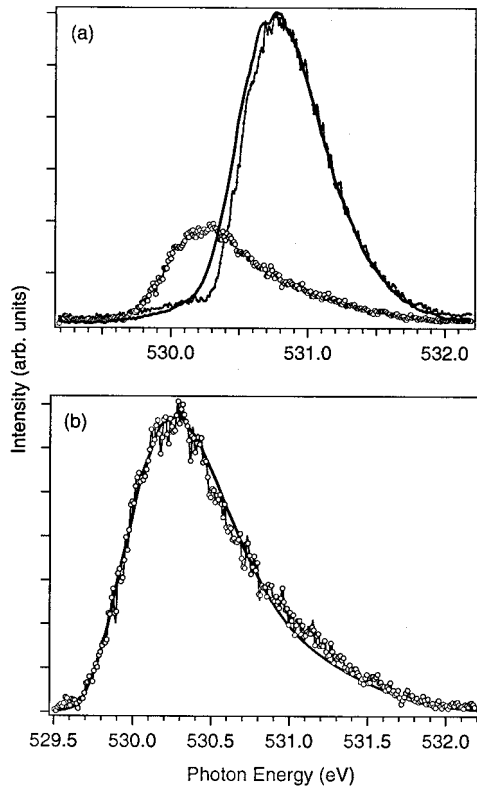 (a)
530.0 531.0 532.0
Intensity (arb. units)
(b)
529.5 530.0 530.5 531.0 531.5 532.0
Photon Energy (eV)